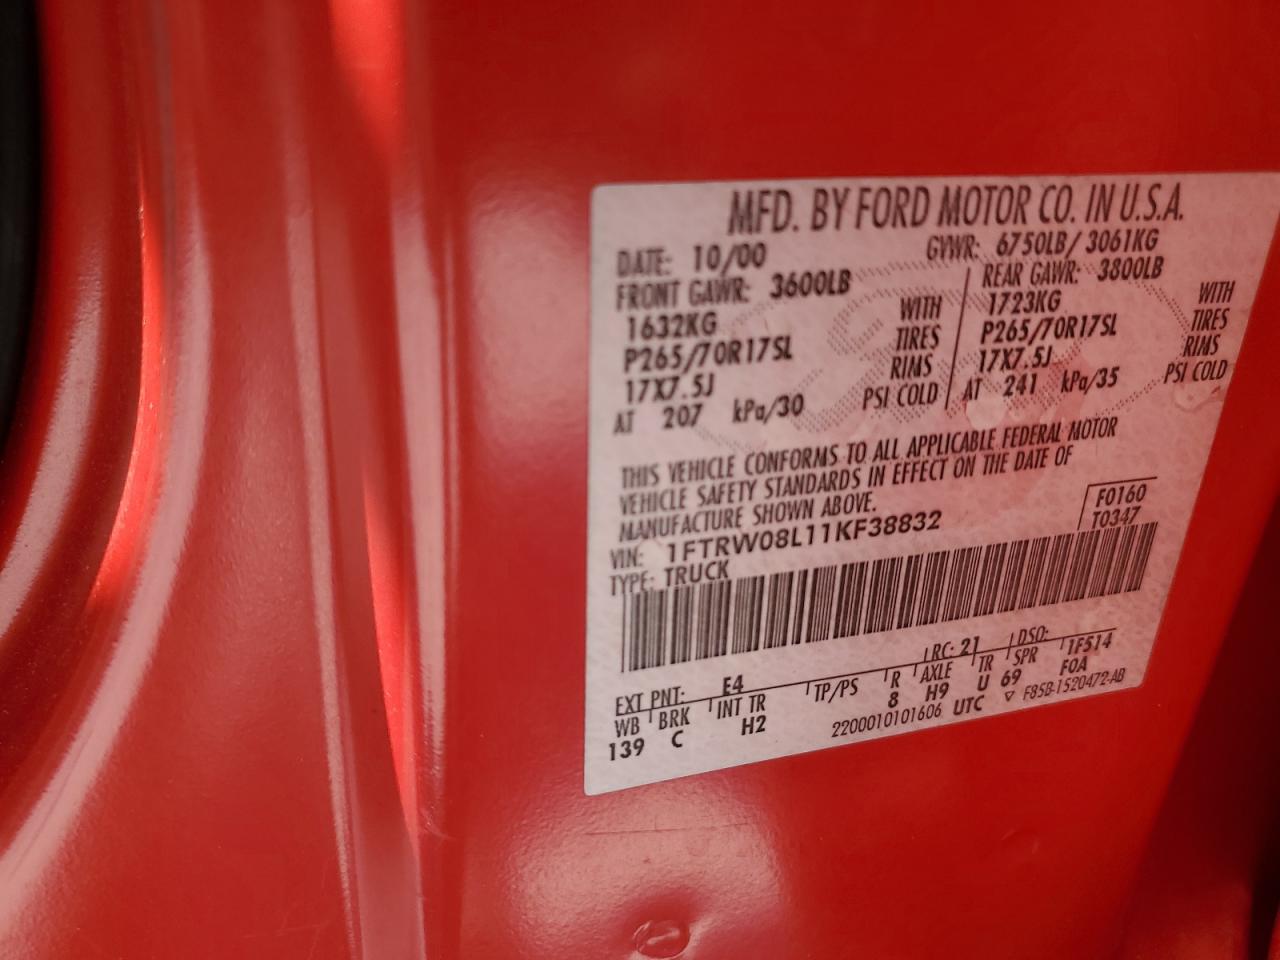 MFD. BY FORD MOTOR CO. IN U.S.A.
DATE: 10/00 GVWR: 6750LB/ 3061KG
FRONT GAWR: 3600LB REAR GAWR: 3800LB
1632KG WITH 1723KG WITH
P265/70R17SL TIRES P265/70R17SL TIRES
17X7.5J RIMS 17X7.5J RIMS
AT 207 kPa/30 PSI COLD AT 241 kPa/35 PSI COLD
THIS VEHICLE CONFORMS TO ALL APPLICABLE FEDERAL MOTOR
VEHICLE SAFETY STANDARDS IN EFFECT ON THE DATE OF
MANUFACTURE SHOWN ABOVE.
F0160
VIN: 1FTRW08L11KF38832 T0347
TYPE: TRUCK
EXT PNT: E4 RC: 21 DSO: 1F514
WB BRK INT TR TP/PS R AXLE TR SPR F0A
139 C H2 8 H9 U 69
2200010101606 UTC ▽ F85B-1520472-AB